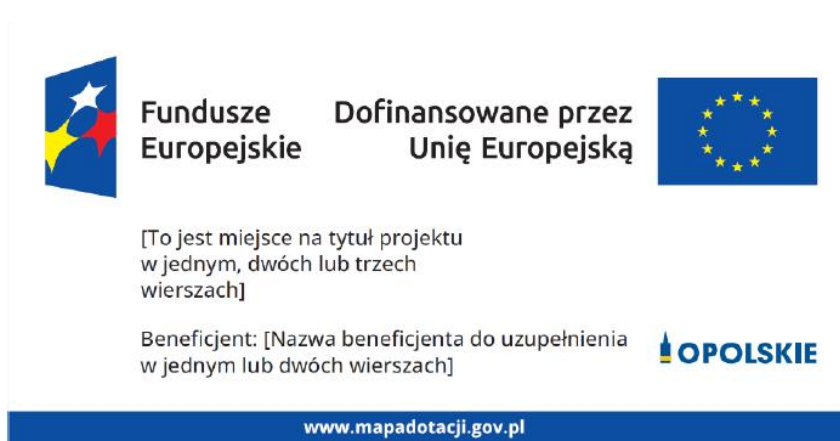 Fundusze
Europejskie
Dofinansowane przez
Unię Europejską
[To jest miejsce na tytuł projektu
w jednym, dwóch lub trzech
wierszach]
Beneficjent: [Nazwa beneficjenta do uzupełnienia
w jednym lub dwóch wierszach]
OPOLSKIE
www.mapadotacji.gov.pl